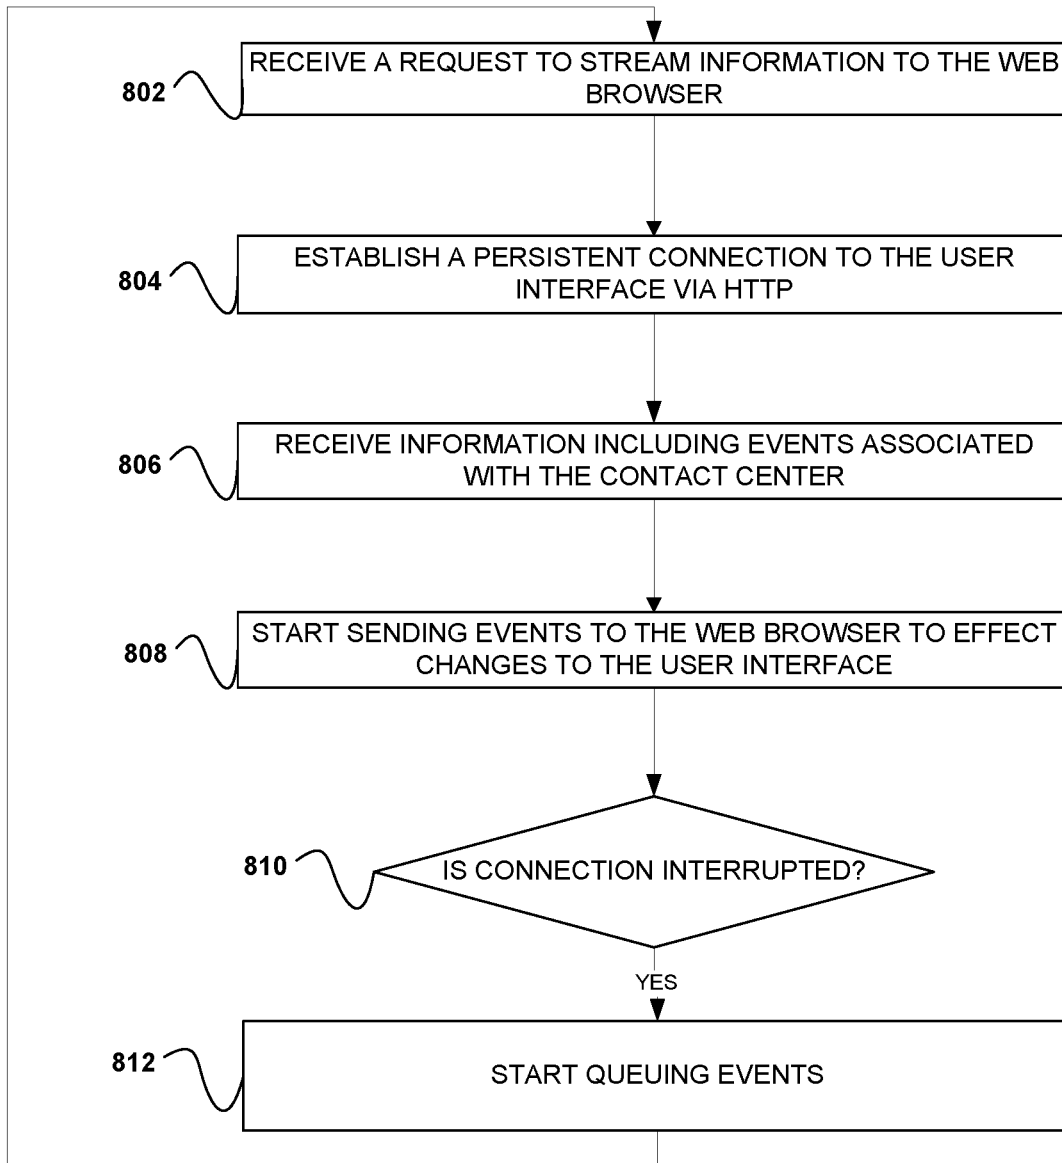 RECEIVE A REQUEST TO STREAM INFORMATION TO THE WEB
BROWSER
802
ESTABLISH A PERSISTENT CONNECTION TO THE USER
INTERFACE VIA HTTP
804
RECEIVE INFORMATION INCLUDING EVENTS ASSOCIATED
WITH THE CONTACT CENTER
806
START SENDING EVENTS TO THE WEB BROWSER TO EFFECT
CHANGES TO THE USER INTERFACE
808
IS CONNECTION INTERRUPTED?
810
YES
START QUEUING EVENTS
812